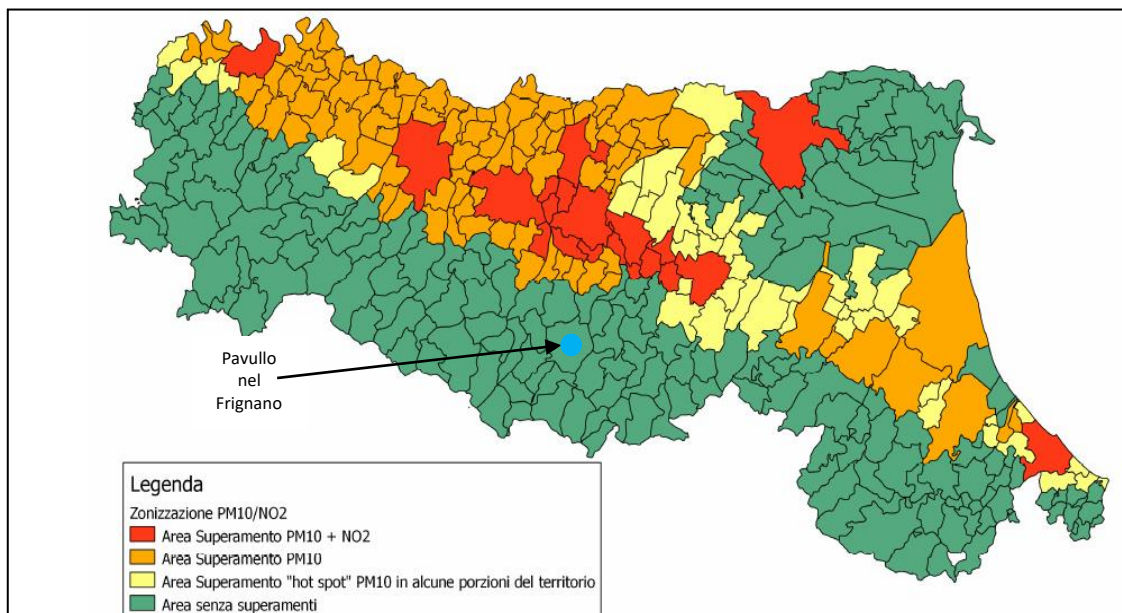 Pavullo
nel
Frignano
Legenda
Zonizzazione PM10/NO2
Area Superamento PM10 + NO2
Area Superamento PM10
Area Superamento "hot spot" PM10 in alcune porzioni del territorio
Area senza superamenti